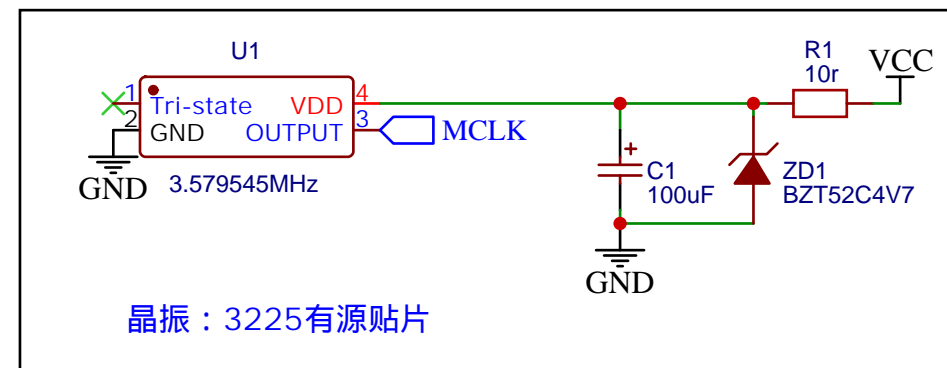 U1
R1
10r
VCC
1
Tri-state
VDD
4
2
GND
OUTPUT
3
MCLK
GND
3.579545MHz
+
C1
100uF
ZD1
BZT52C4V7
GND
晶振：3225有源贴片